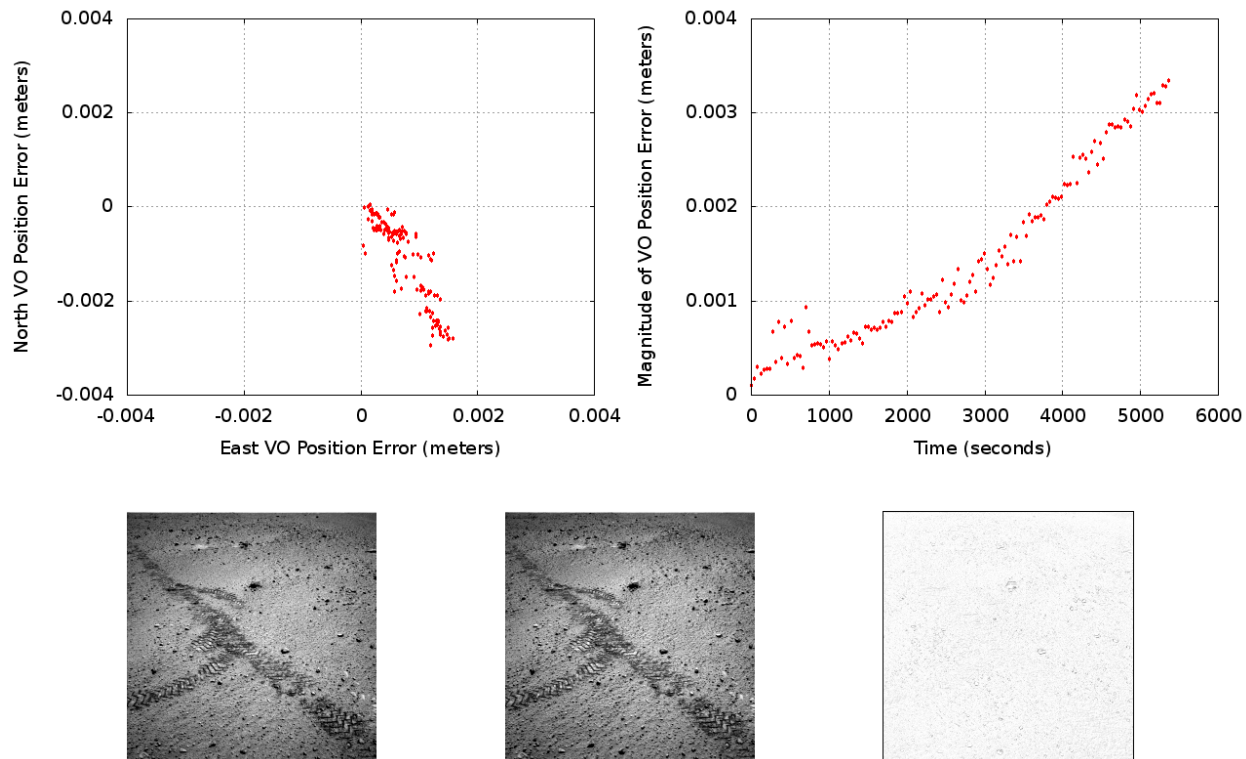 North VO Position Error (meters)
0.004
0.002
0
-0.002
-0.004
-0.004 -0.002 0 0.002 0.004
East VO Position Error (meters)
Magnitude of VO Position Error (meters)
0.004
0.003
0.002
0.001
0
0 1000 2000 3000 4000 5000 6000
Time (seconds)